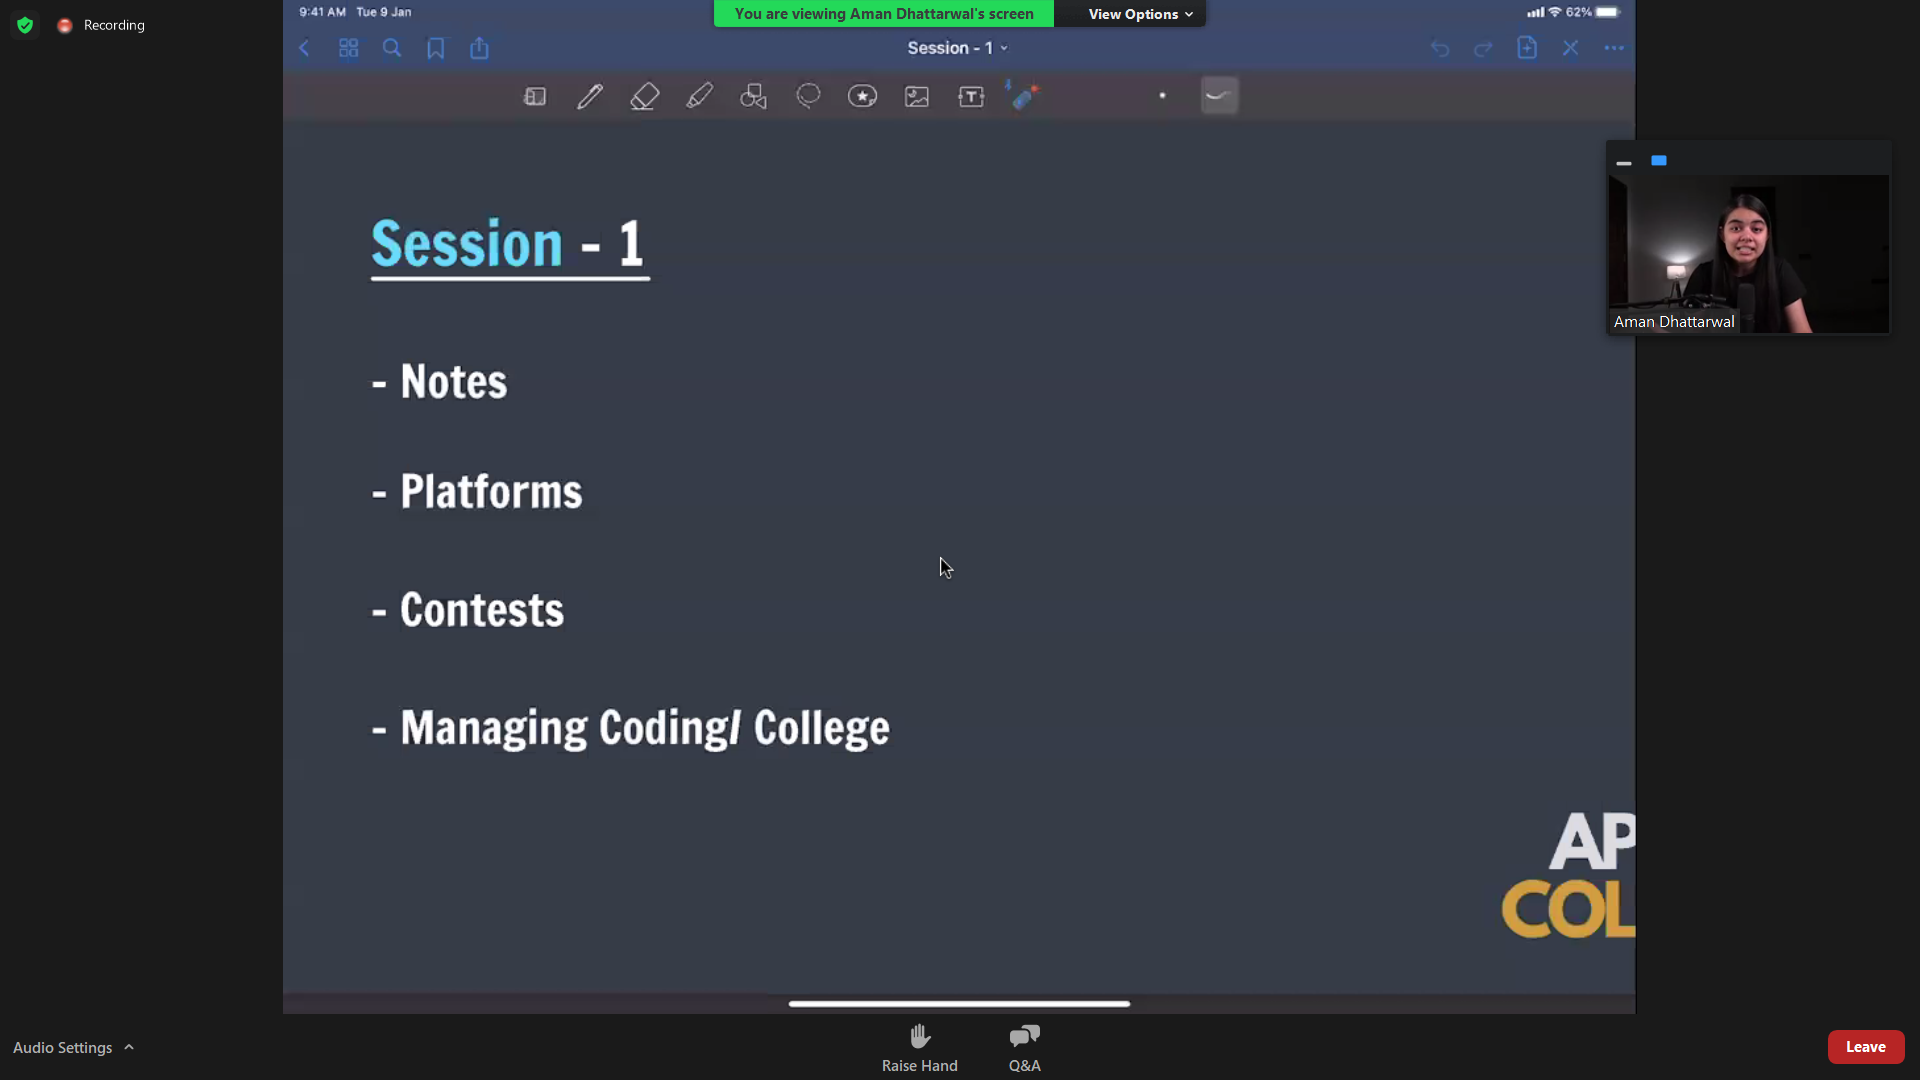 Recording
You are viewing Aman Dhattarwal's screen
View Options
9:41 AM Tue 9 Jan
62%
Session - 1
T
Session - 1
- Notes
- Platforms
- Contests
- Managing Coding/ College
Aman Dhattarwal
AP
COL
Audio Settings
Raise Hand
Q&A
Leave